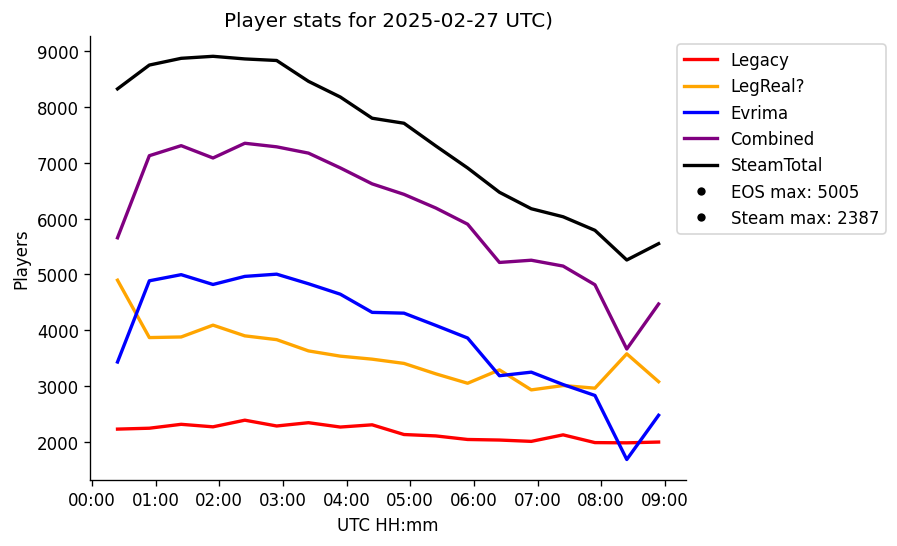 Player stats for 2025-02-27 UTC)
9000
8000
7000
6000
5000
4000
3000
2000
Players
00:00 01:00 02:00 03:00 04:00 05:00 06:00 07:00 08:00 09:00
UTC HH:mm
Legacy
LegReal?
Evrima
Combined
SteamTotal
EOS max: 5005
Steam max: 2387